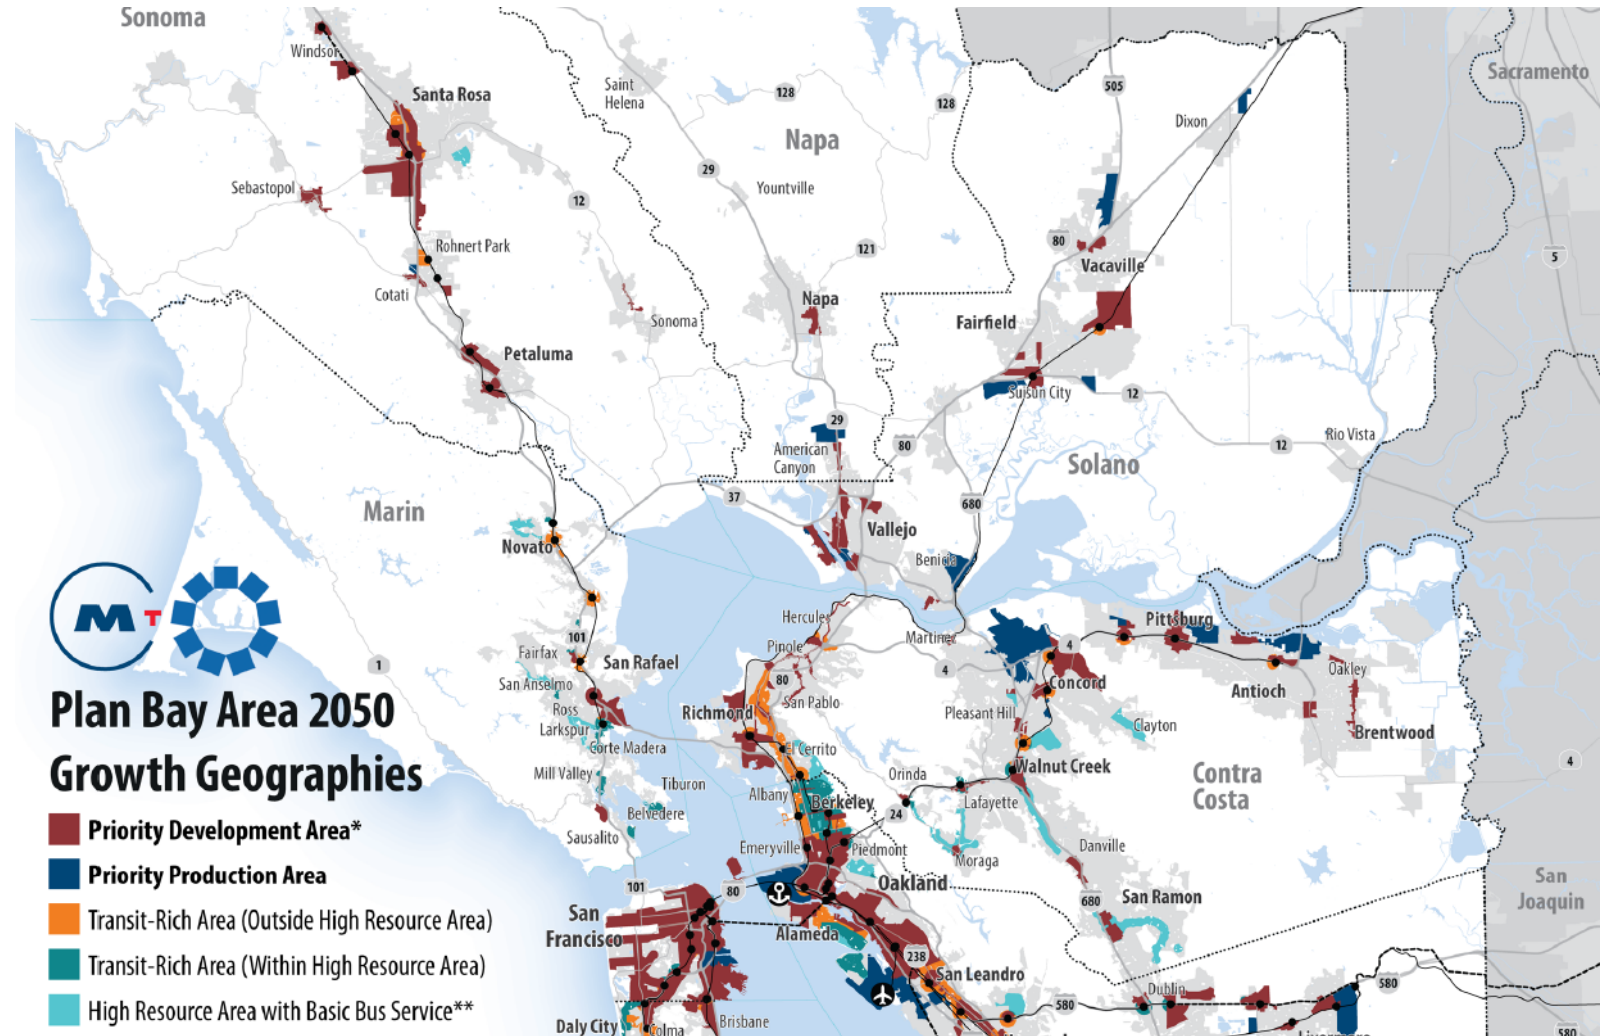 Sonoma
Windsor
Santa Rosa
Saint
Helena
128
128
505
Sacramento
Dixon
Napa
29
Yountville
Sebastopol
12
Rohnert Park
121
80
Vacaville
5
Cotati
Napa
Sonoma
Fairfield
Petaluma
Suisun City
12
29
American
Canyon
80
12
Rio Vista
Solano
Marin
37
680
Novato
Vallejo
Benicia
M T
101
Hercules
Pinole
Martinez
4
4
Pittsburg
1
Fairfax
San Rafael
San Anselmo
80
San Pablo
Concord
Oakley
Antioch
Ross
Larkspur
Richmond
Pleasant Hill
Clayton
Brentwood
Corte Madera
El Cerrito
Plan Bay Area 2050
Growth Geographies
Mill Valley
Tiburon
Albany
Orinda
Walnut Creek
Contra
Costa
4
Belvedere
Berkeley
Lafayette
24
Sausalito
Emeryville
Piedmont
Moraga
Danville
Priority Development Area*
Priority Production Area
Transit-Rich Area (Outside High Resource Area)
Transit-Rich Area (Within High Resource Area)
High Resource Area with Basic Bus Service**
101
80
Oakland
680
San Ramon
San
Joaquin
San
Francisco
Alameda
238
San Leandro
580
Dublin
580
Daly City
Colma
Brisbane
Livermore
580